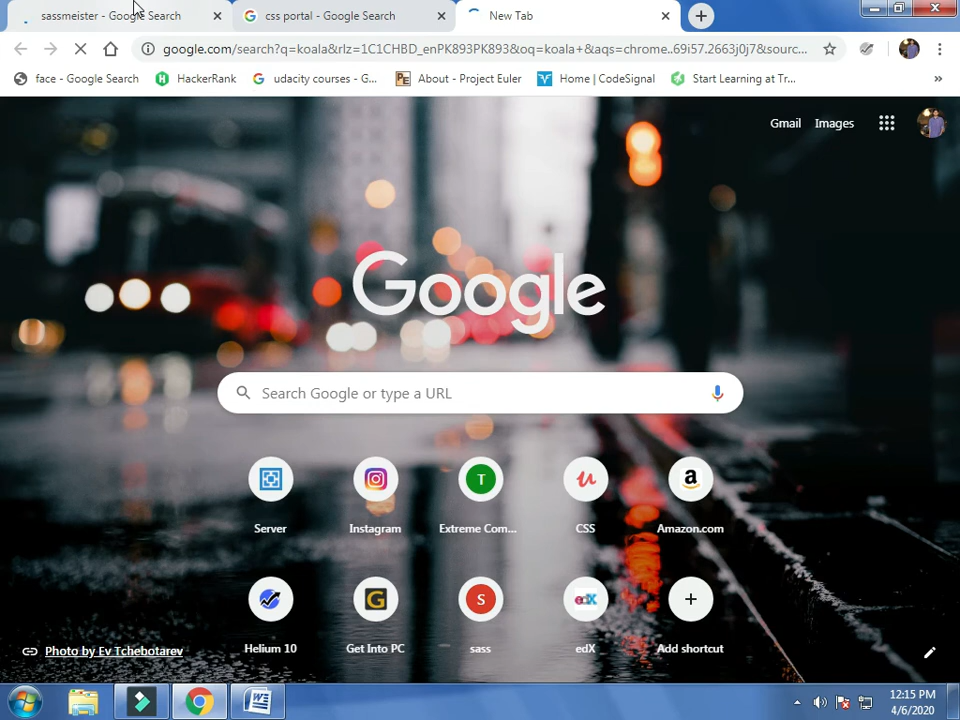 sassmeister - Google Search
css portal - Google Search
New Tab
google.com/search?q=koala&rlz=1C1CHBD_enPK893PK893&oq=koala+&aqs=chrome..69i57.2663j0j7&sourc...
face - Google Search
HackerRank
udacity courses - G...
About - Project Euler
Home | CodeSignal
Start Learning at Tr...
»
Gmail
Images
Google
Search Google or type a URL
Server
Instagram
T
Extreme Com...
CSS
a
Amazon.com
Helium 10
G
Get Into PC
S
sass
edX
edX
Add shortcut
Photo by Ev Tchebotarev
12:15 PM
4/6/2020